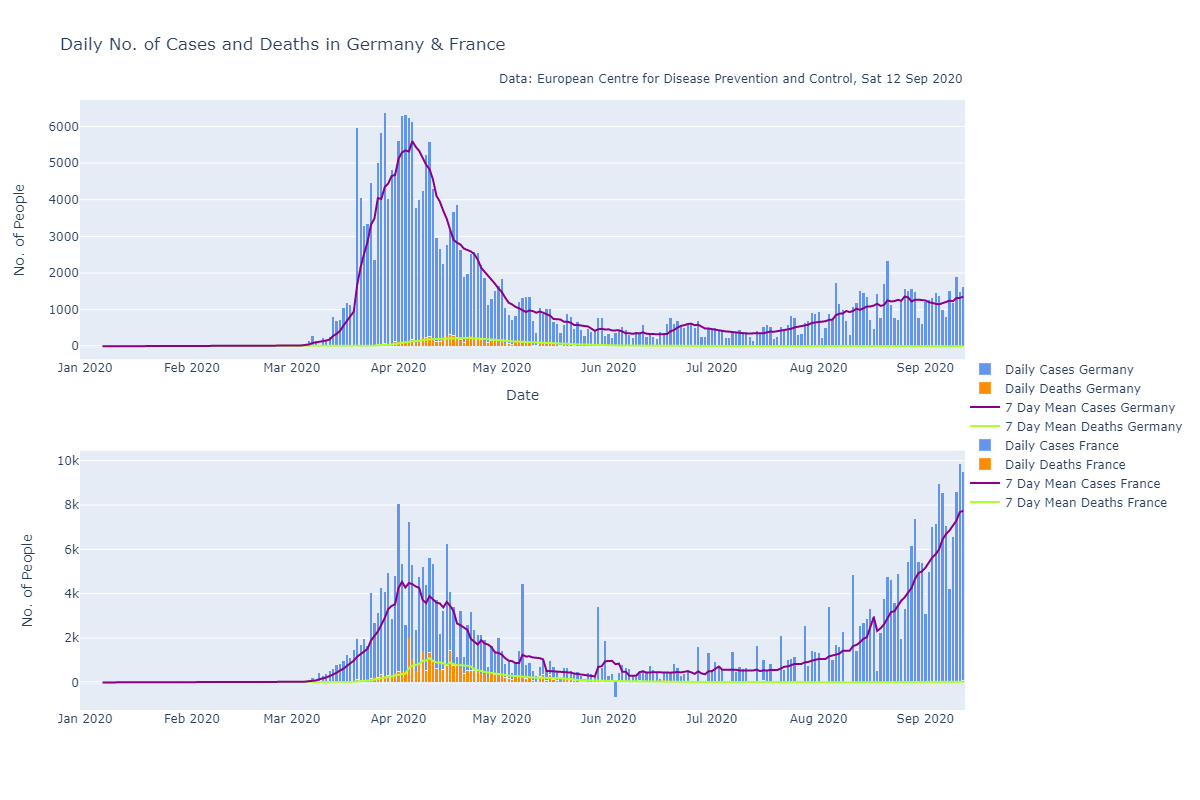 Daily No. of Cases and Deaths in Germany & France
Data: European Centre for Disease Prevention and Control, Sat 12 Sep 2020
No. of People
6000
5000
4000
3000
2000
1000
0
Jan 2020 Feb 2020 Mar 2020 Apr 2020 May 2020 Jun 2020 Jul 2020 Aug 2020 Sep 2020
Date
Daily Cases Germany
Daily Deaths Germany
7 Day Mean Cases Germany
7 Day Mean Deaths Germany
Daily Cases France
Daily Deaths France
7 Day Mean Cases France
7 Day Mean Deaths France
No. of People
10k
8k
6k
4k
2k
0
Jan 2020 Feb 2020 Mar 2020 Apr 2020 May 2020 Jun 2020 Jul 2020 Aug 2020 Sep 2020